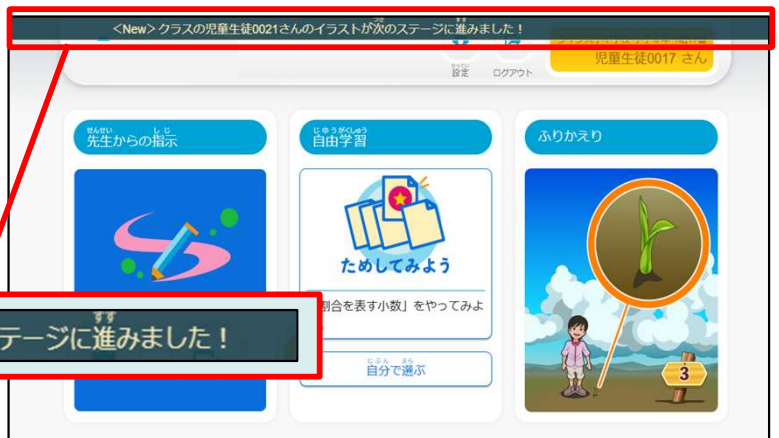 <New>クラスの児童生徒0021さんのイラストが次のステージに進みました！
設定
ログアウト
児童生徒0017 さん
先生からの指示
自由学習
ふりかえり
ためしてみよう
割合を表す小数」をやってみよ
テージに進みました！
自分で選ぶ
3